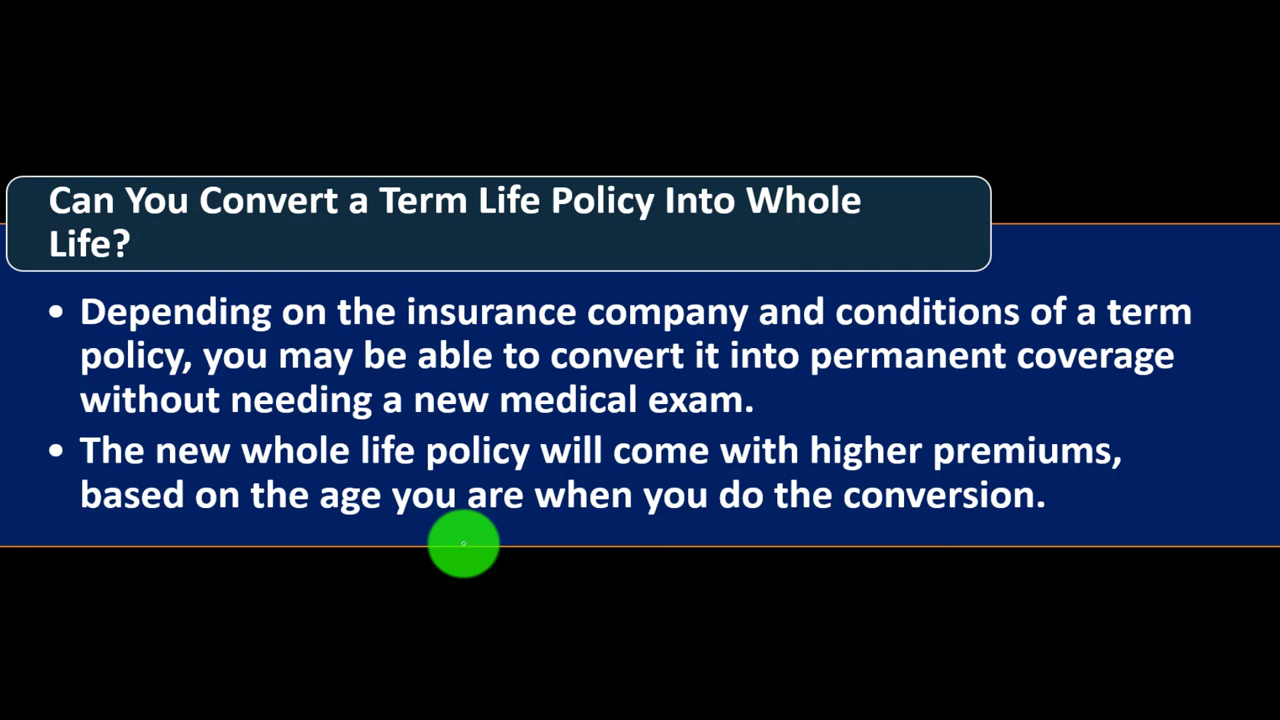 Can You Convert a Term Life Policy Into Whole
Life?
• Depending on the insurance company and conditions of a term
policy, you may be able to convert it into permanent coverage
without needing a new medical exam.
• The new whole life policy will come with higher premiums,
based on the age you are when you do the conversion.